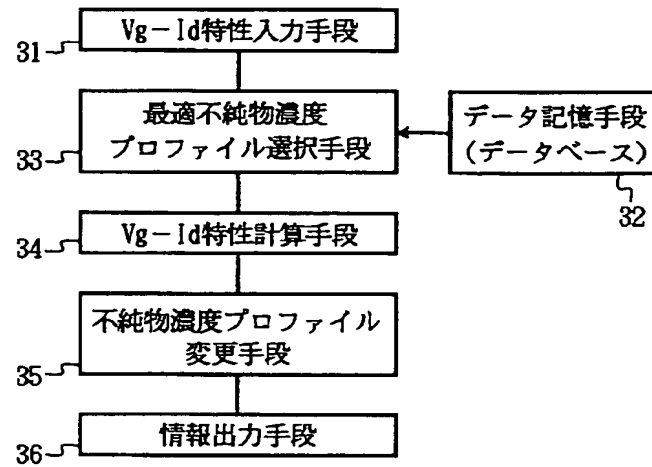 Vg－Id特性入力手段
31
最適不純物濃度
プロファイル選択手段
33
データ記憶手段
(データベース)
32
Vg－Id特性計算手段
34
不純物濃度プロファイル
変更手段
35
情報出力手段
36